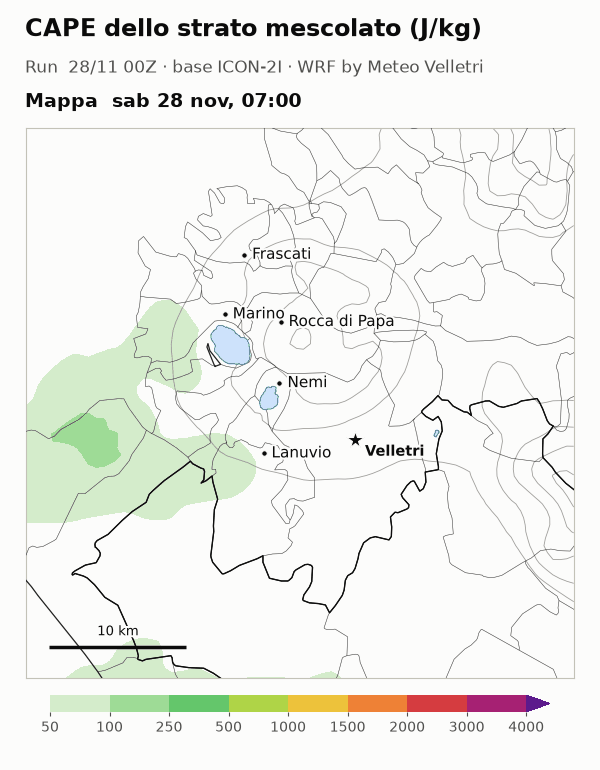 CAPE dello strato mescolato (J/kg)
Run  28/11 00Z · base ICON-2I · WRF by Meteo Velletri
Mappa  sab 28 nov, 07:00
Frascati
Marino
Rocca di Papa
Nemi
Velletri
Lanuvio
10 km
50 100 250 500 1000 1500 2000 3000 4000